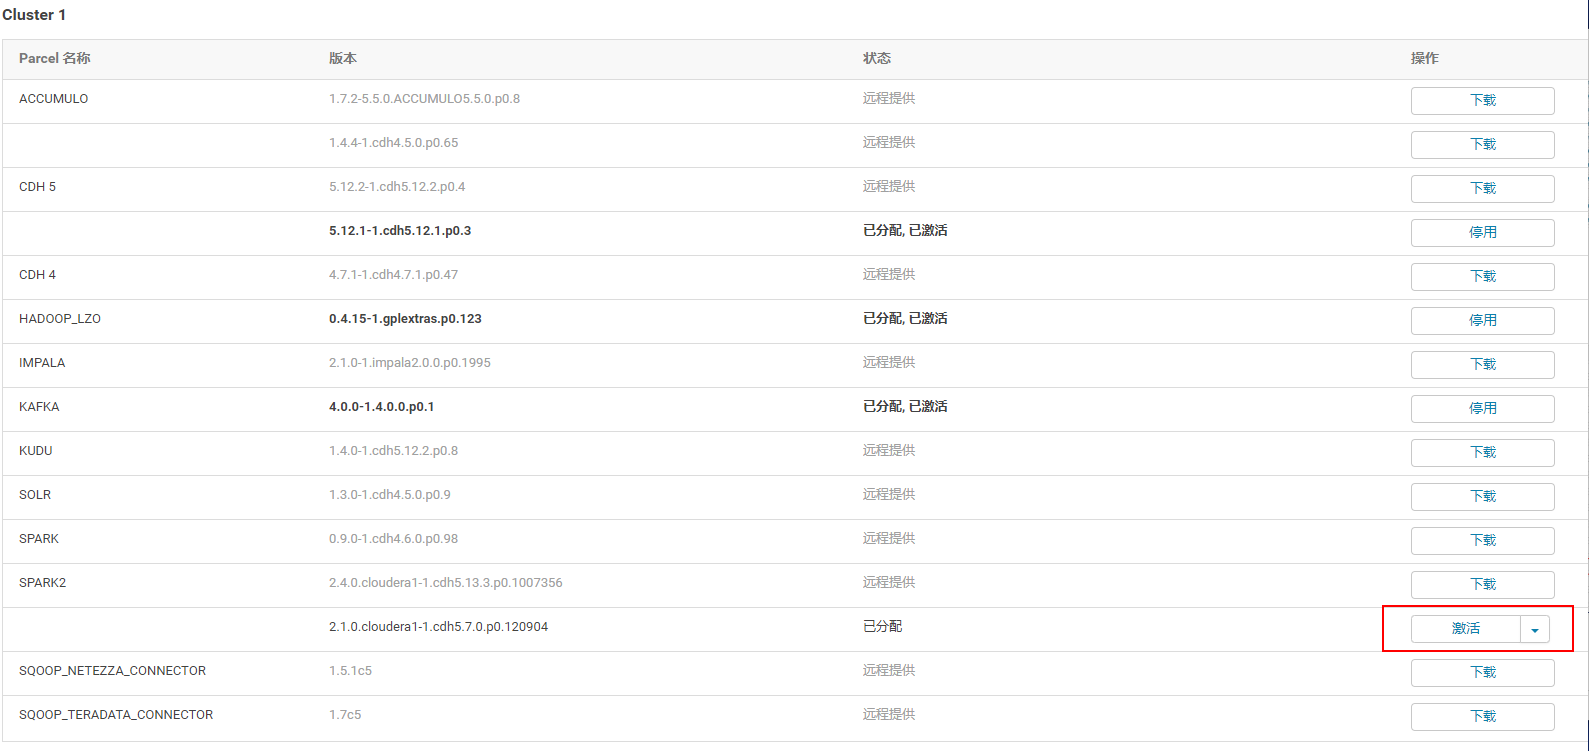 Cluster 1
Parcel 名称 版本 状态 操作
ACCUMULO 1.7.2-5.5.0.ACCUMULO5.5.0.p0.8 远程提供 下载
1.4.4-1.cdh4.5.0.p0.65 远程提供 下载
CDH 5 5.12.2-1.cdh5.12.2.p0.4 远程提供 下载
5.12.1-1.cdh5.12.1.p0.3 已分配, 已激活 停用
CDH 4 4.7.1-1.cdh4.7.1.p0.47 远程提供 下载
HADOOP_LZO 0.4.15-1.gplextras.p0.123 已分配, 已激活 停用
IMPALA 2.1.0-1.impala2.0.0.p0.1995 远程提供 下载
KAFKA 4.0.0-1.4.0.0.p0.1 已分配, 已激活 停用
KUDU 1.4.0-1.cdh5.12.2.p0.8 远程提供 下载
SOLR 1.3.0-1.cdh4.5.0.p0.9 远程提供 下载
SPARK 0.9.0-1.cdh4.6.0.p0.98 远程提供 下载
SPARK2 2.4.0.cloudera1-1.cdh5.13.3.p0.1007356 远程提供 下载
2.1.0.cloudera1-1.cdh5.7.0.p0.120904 已分配 激活
SQOOP_NETEZZA_CONNECTOR 1.5.1c5 远程提供 下载
SQOOP_TERADATA_CONNECTOR 1.7c5 远程提供 下载